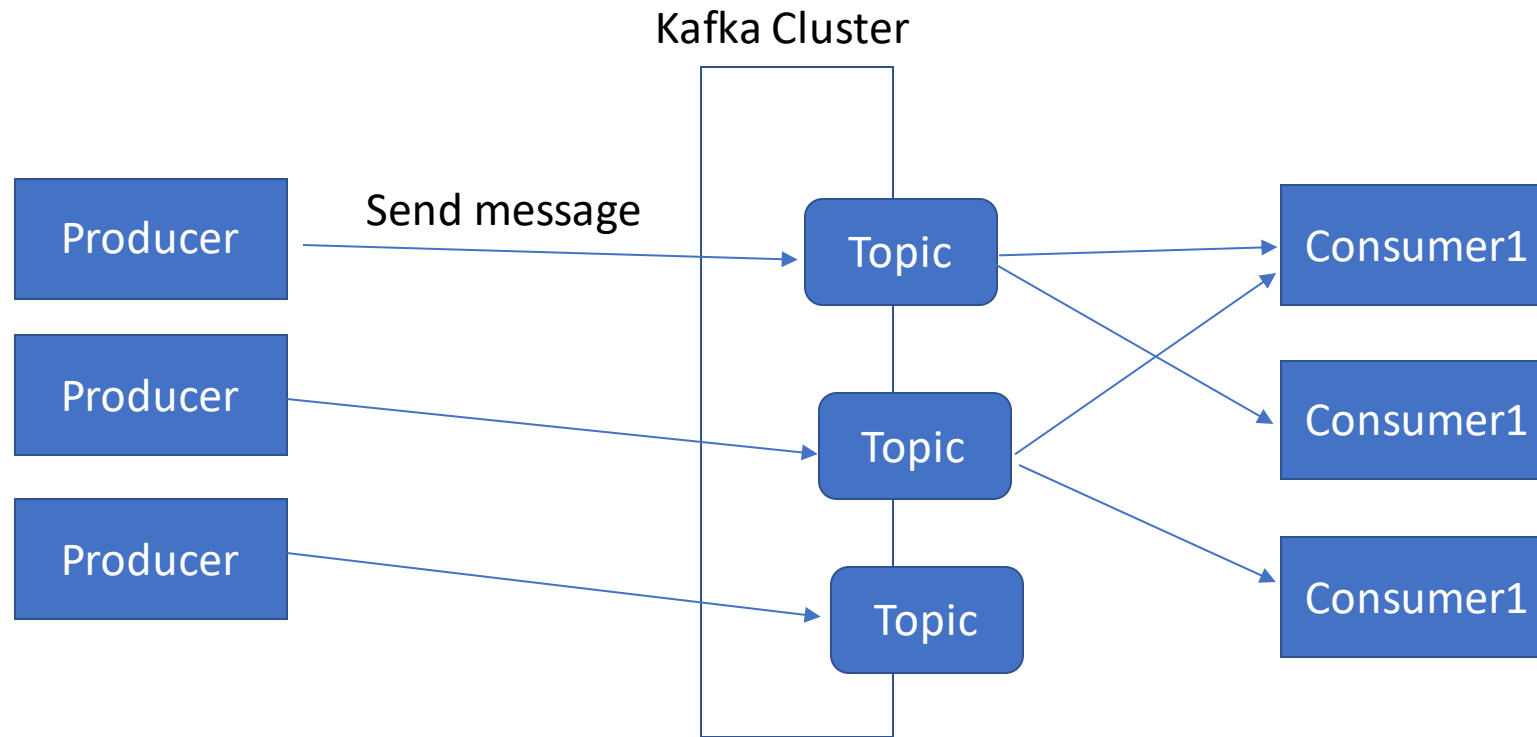 Kafka Cluster
Send message
Producer
Topic
Consumer1
Producer
Topic
Consumer1
Producer
Topic
Consumer1